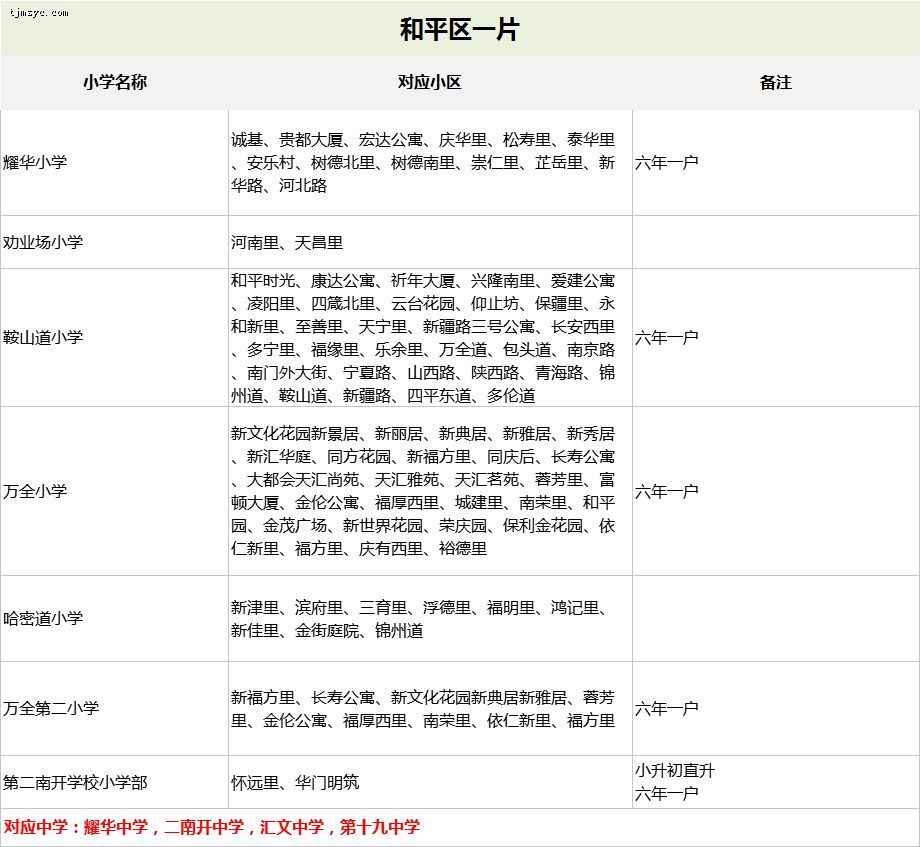 tjmsyc.com
和平区一片
小学名称 对应小区 备注
耀华小学
诚基、贵都大厦、宏达公寓、庆华里、松寿里、泰华里
、安乐村、树德北里、树德南里、崇仁里、芷岳里、新
华路、河北路
六年一户
劝业场小学
河南里、天昌里
鞍山道小学
和平时光、康达公寓、祈年大厦、兴隆南里、爱建公寓
、凌阳里、四箴北里、云台花园、仰止坊、保疆里、永
和新里、至善里、天宁里、新疆路三号公寓、长安西里
、多宁里、福缘里、乐余里、万全道、包头道、南京路
、南门外大街、宁夏路、山西路、陕西路、青海路、锦
州道、鞍山道、新疆路、四平东道、多伦道
六年一户
万全小学
新文化花园新景居、新丽居、新典居、新雅居、新秀居
、新汇华庭、同方花园、新福方里、同庆后、长寿公寓
、大都会天汇尚苑、天汇雅苑、天汇茗苑、蓉芳里、富
顿大厦、金伦公寓、福厚西里、城建里、南荣里、和平
园、金茂广场、新世界花园、荣庆园、保利金花园、依
仁新里、福方里、庆有西里、裕德里
六年一户
哈密道小学
新津里、滨府里、三育里、浮德里、福明里、鸿记里、
新佳里、金街庭院、锦州道
万全第二小学
新福方里、长寿公寓、新文化花园新典居新雅居、蓉芳
里、金伦公寓、福厚西里、南荣里、依仁新里、福方里
六年一户
第二南开学校小学部
怀远里、华门明筑
小升初直升
六年一户
对应中学：耀华中学，二南开中学，汇文中学，第十九中学